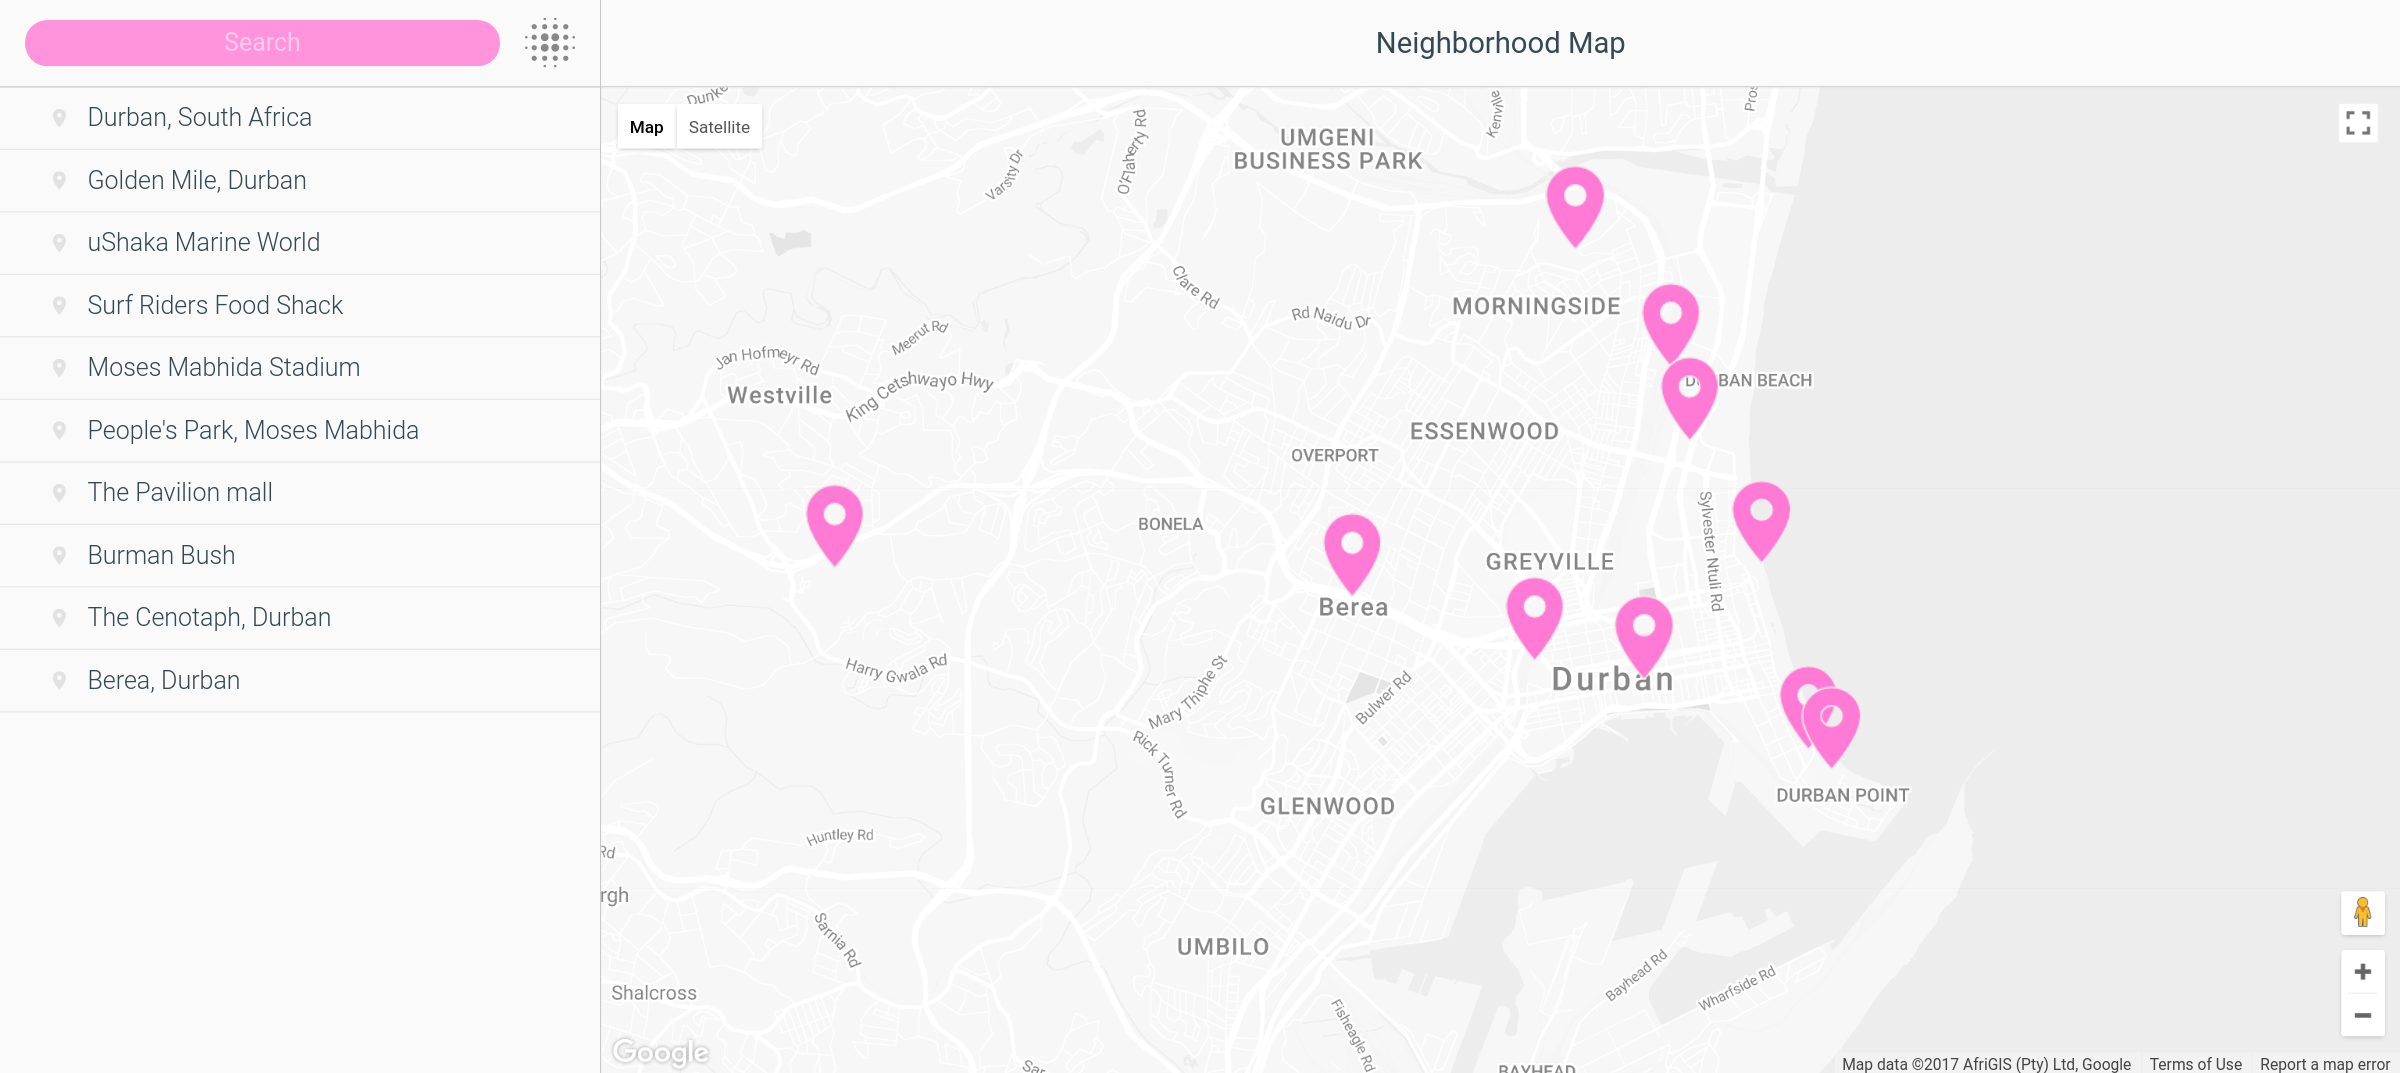 Search
Neighborhood Map
Durban, South Africa
Golden Mile, Durban
uShaka Marine World
Surf Riders Food Shack
Moses Mabhida Stadium
People's Park, Moses Mabhida
The Pavilion mall
Burman Bush
The Cenotaph, Durban
Berea, Durban
Map
Satellite
Varsity Dr
O'Flaherty Rd
UMGENI
BUSINESS PARK
Kenville
Clare Rd
Rd Naidu Dr
MORNINGSIDE
Meerut Rd
Jan Hofmeyr Rd
Westville
King Cetshwayo Hwy
BEACH
ESSENWOOD
OVERPORT
Sylvester Ntuli Rd
BONELA
GREYVILLE
Berea
Harry Gwala Rd
Mary Thiphe St
Bulwer Rd
Durban
Rick Turner Rd
DURBAN POINT
GLENWOOD
Huntley Rd
Rd
rgh
Sarnia Rd
UMBILO
Bayhead Rd
Wharfside Rd
Shalcross
Fisheagle Rd
BAYHEAD
Google
Map data ©2017 AfriGIS (Pty) Ltd, Google
Terms of Use
Report a map error